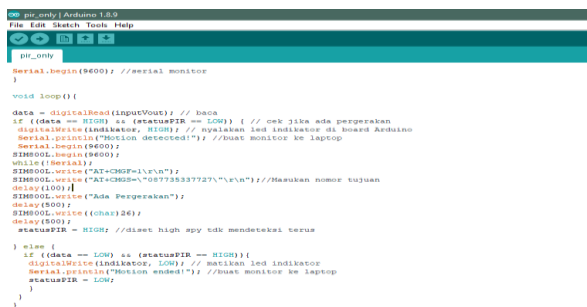 pir_only | Arduino 1.8.9
File Edit Sketch Tools Help
pir_only
Serial.begin(9600); //serial monitor
}
void loop(){
data = digitalRead(inputVout); // baca
if ((data == HIGH) && (statusPIR == LOW)) { // cek jika ada pergerakan
digitalWrite(indikator, HIGH); // nyalakan led indikator di board Arduino
Serial.println("Motion detected!"); //buat monitor ke laptop
Serial.begin(9600);
SIM800L.begin(9600);
while(!Serial);
SIM800L.write("AT+CMGF=1\r\n");
SIM800L.write("AT+CMGS=\"087735337727\"\r\n");//Masukan nomor tujuan
delay(100);
SIM800L.write("Ada Pergerakan");
delay(500);
SIM800L.write((char)26);
delay(500);
statusPIR = HIGH; //diset high spy tdk mendeteksi terus
} else {
if ((data == LOW) && (statusPIR == HIGH)){
digitalWrite(indikator, LOW); // matikan led indikator
Serial.println("Motion ended!"); //buat monitor ke laptop
statusPIR = LOW;
}
}
}